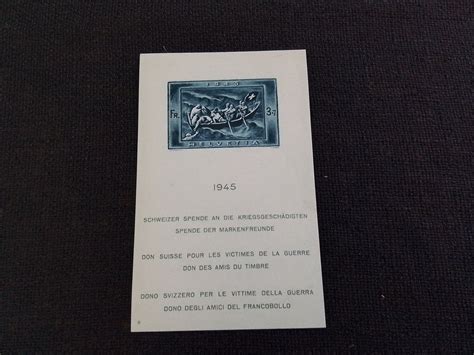 FR.
3.-
HELVETIA
1945
SCHWEIZER SPENDE AN DIE KRIEGSGESCHÄDIGTEN
SPENDE DER MARKENFREUNDE
DON SUISSE POUR LES VICTIMES DE LA GUERRE
DON DES AMIS DU TIMBRE
DONO SVIZZERO PER LE VITTIME DELLA GUERRA
DONO DEGLI AMICI DEL FRANCOBOLLO